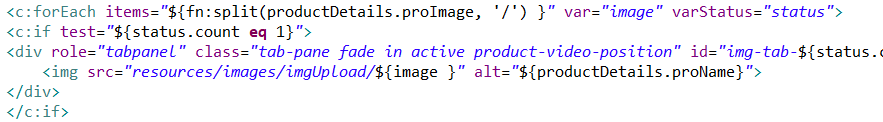 <c:forEach items="${fn:split(productDetails.proImage, '/') }" var="image" varStatus="status">
<c:if test="${status.count eq 1}">
<div role="tabpanel" class="tab-pane fade in active product-video-position" id="img-tab-${status.c
<img src="resources/images/imgUpload/${image }" alt="${productDetails.proName}">
</div>
</c:if>